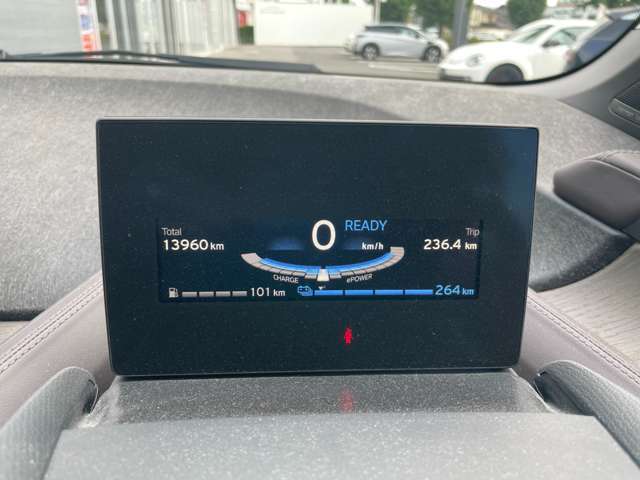 READY
Total
0
Trip
13960 km
km/h
236.4 km
CHARGE
ePOWER
101 km
264 km